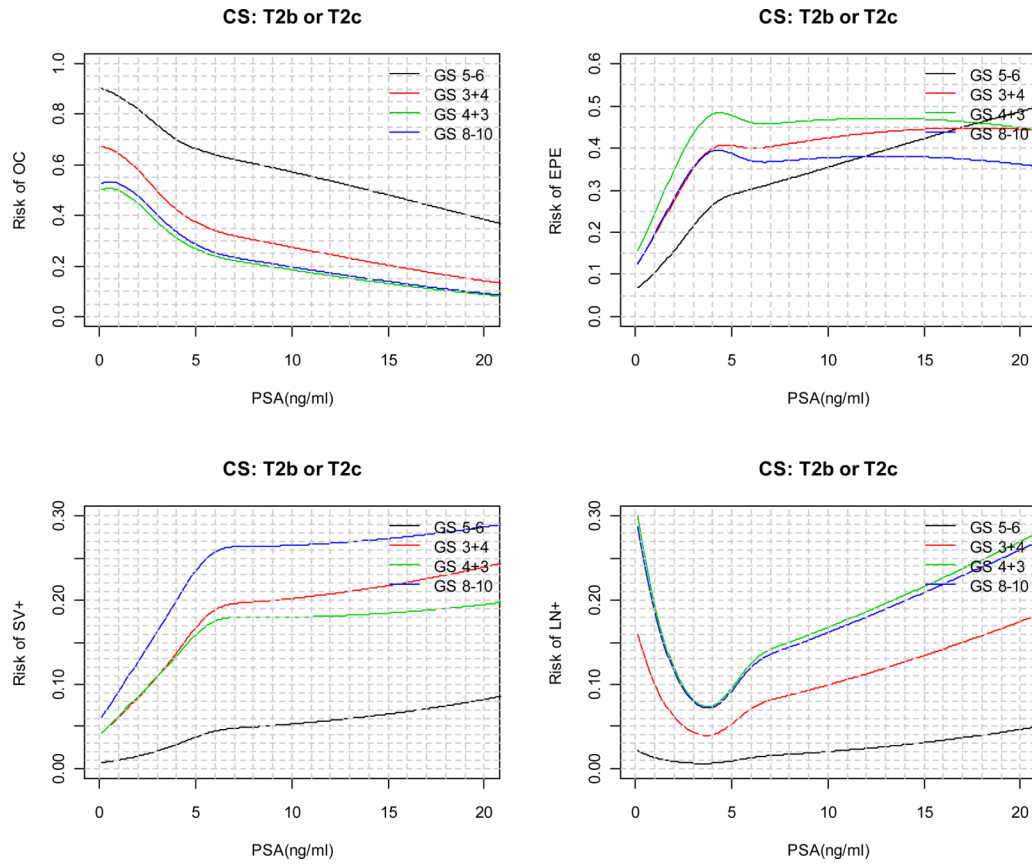 CS: T2b or T2c
Risk of OC
1.0
0.8
0.6
0.4
0.2
0.0
GS 5-6
GS 3+4
GS 4+3
GS 8-10
0 5 10 15 20
PSA(ng/ml)
CS: T2b or T2c
Risk of EPE
0.6
0.5
0.4
0.3
0.2
0.1
0.0
GS 5-6
GS 3+4
GS 4+3
GS 8-10
0 5 10 15 20
PSA(ng/ml)
CS: T2b or T2c
Risk of SV+
0.30
0.20
0.10
0.00
GS 5-6
GS 3+4
GS 4+3
GS 8-10
0 5 10 15 20
PSA(ng/ml)
CS: T2b or T2c
Risk of LN+
0.30
0.20
0.10
0.00
GS 5-6
GS 3+4
GS 4+3
GS 8-10
0 5 10 15 20
PSA(ng/ml)